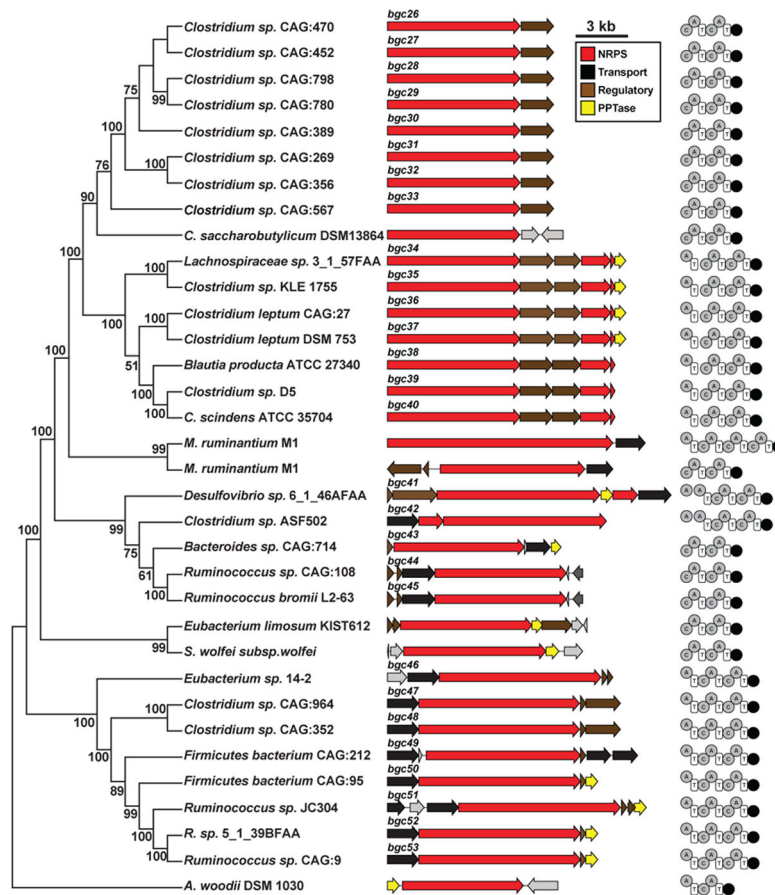 bgc26
Clostridium sp. CAG:470
3 kb
bgc27
Clostridium sp. CAG:452
NRPS
Transport
Regulatory
PPTase
bgc28
Clostridium sp. CAG:798
75
99
bgc29
Clostridium sp. CAG:780
bgc30
Clostridium sp. CAG:389
100
bgc31
Clostridium sp. CAG:269
76
100
bgc32
Clostridium sp. CAG:356
90
bgc33
Clostridium sp. CAG:567
C. saccharobutylicum DSM13864
100
bgc34
Lachnospiraceae sp. 3_1_57FAA
100
bgc35
Clostridium sp. KLE 1755
bgc36
Clostridium leptum CAG:27
100
100
bgc37
Clostridium leptum DSM 753
100
bgc38
Blautia producta ATCC 27340
51
bgc39
Clostridium sp. D5
100
100
bgc40
C. scindens ATCC 35704
100
M. ruminantium M1
99
M. ruminantium M1
bgc41
Desulfovibrio sp. 6_1_46AFAA
bgc42
Clostridium sp. ASF502
99
100
bgc43
Bacteroides sp. CAG:714
75
bgc44
Ruminococcus sp. CAG:108
61
bgc45
Ruminococcus bromii L2-63
100
Eubacterium limosum KIST612
99
S. wolfei subsp.wolfei
bgc46
Eubacterium sp. 14-2
bgc47
Clostridium sp. CAG:964
100
100
bgc48
Clostridium sp. CAG:352
bgc49
Firmicutes bacterium CAG:212
100
bgc50
Firmicutes bacterium CAG:95
89
bgc51
Ruminococcus sp. JC304
99
bgc52
R. sp. 5_1_39BFAA
100
bgc53
Ruminococcus sp. CAG:9
A. woodii DSM 1030